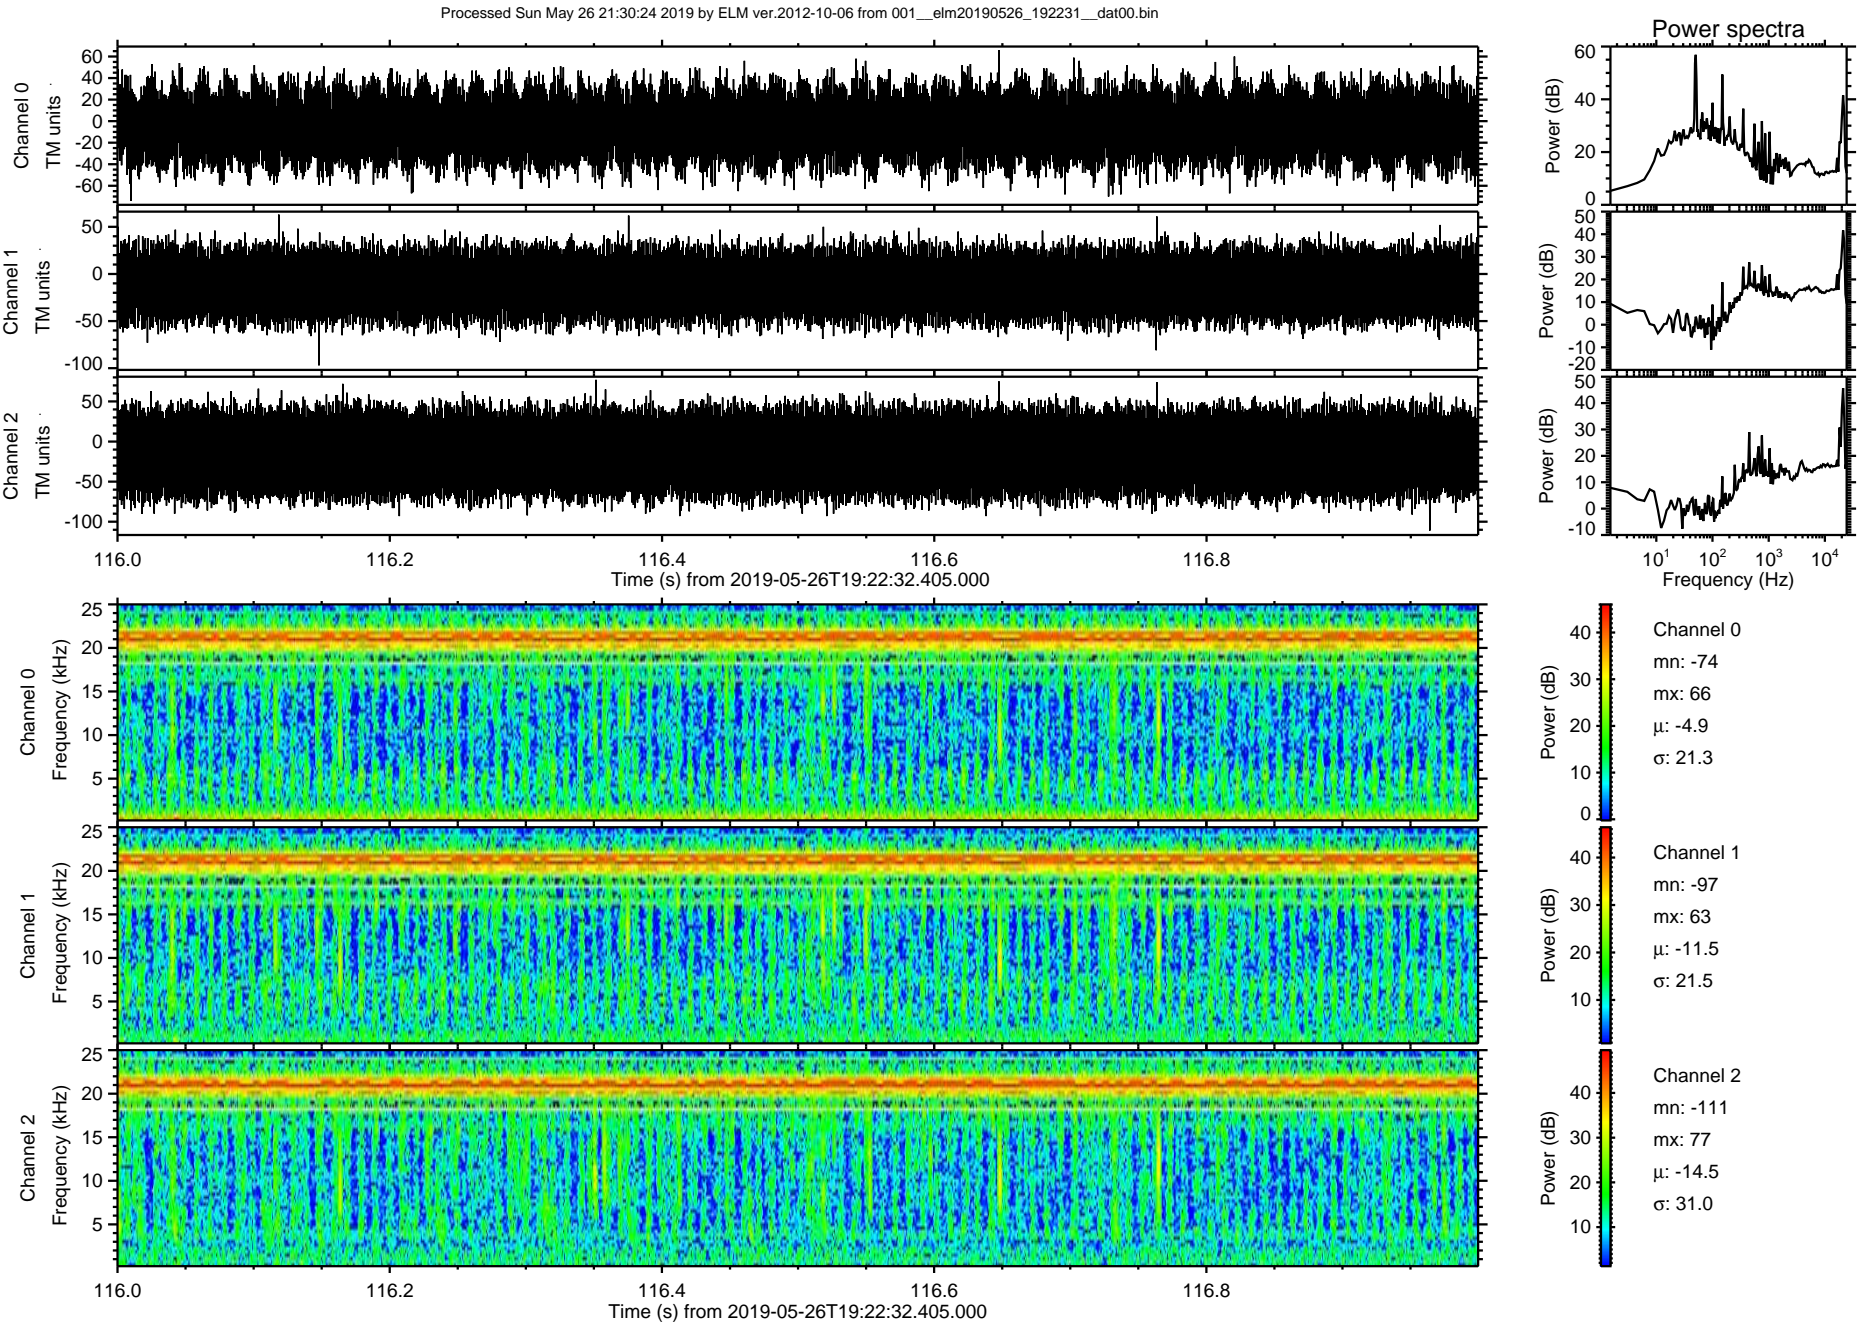 Processed Sun May 26 21:30:24 2019 by ELM ver.2012-10-06 from 001__elm20190526_192231__dat00.bin
Power spectra
Channel 0
TM units
60
40
20
0
-20
-40
-60
Power (dB)
60
40
20
0
Channel 1
TM units
50
0
-50
-100
Power (dB)
50
40
30
20
10
0
-10
-20
Channel 2
TM units
50
0
-50
-100
Power (dB)
50
40
30
20
10
0
-10
116.0 116.2 116.4 116.6 116.8
Time (s) from 2019-05-26T19:22:32.405.000
10^1 10^2 10^3 10^4
Frequency (Hz)
Channel 0
Frequency (kHz)
25
20
15
10
5
Power (dB)
40
30
20
10
0
Channel 0
mn: -74
mx: 66
μ: -4.9
σ: 21.3
Channel 1
Frequency (kHz)
25
20
15
10
5
Power (dB)
40
30
20
10
Channel 1
mn: -97
mx: 63
μ: -11.5
σ: 21.5
Channel 2
Frequency (kHz)
25
20
15
10
5
Power (dB)
40
30
20
10
Channel 2
mn: -111
mx: 77
μ: -14.5
σ: 31.0
116.0 116.2 116.4 116.6 116.8
Time (s) from 2019-05-26T19:22:32.405.000